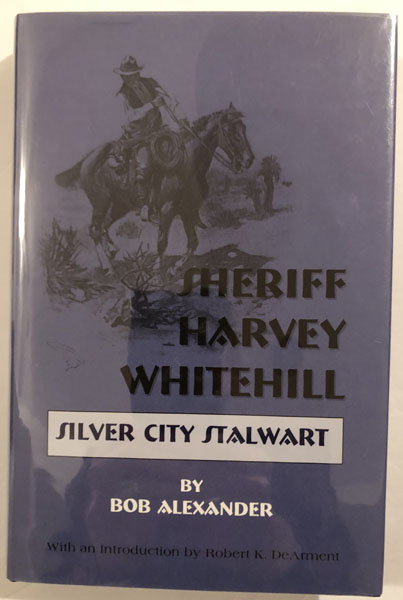 SHERIFF
HARVEY
WHITEHILL
SILVER CITY STALWART
BY
BOB ALEXANDER
With an Introduction by Robert K. DeArment